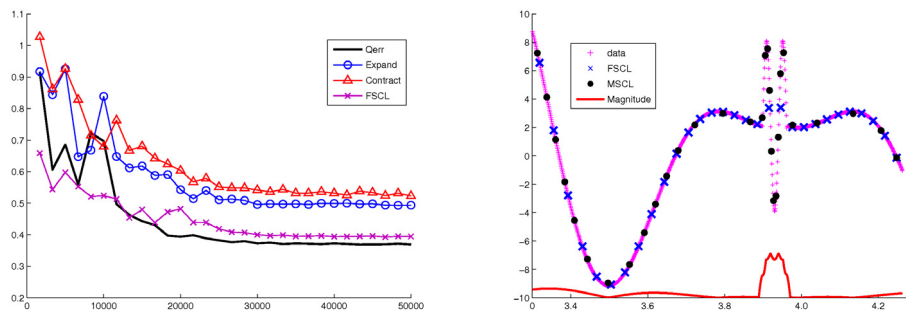 1.1
1
0.9
0.8
0.7
0.6
0.5
0.4
0.3
0.2
0 10000 20000 30000 40000 50000
Qerr
Expand
Contract
FSCL
10
8
6
4
2
0
−2
−4
−6
−8
−10
0 3.4 3.6 3.8 4 4.2
data
FSCL
MSCL
Magnitude